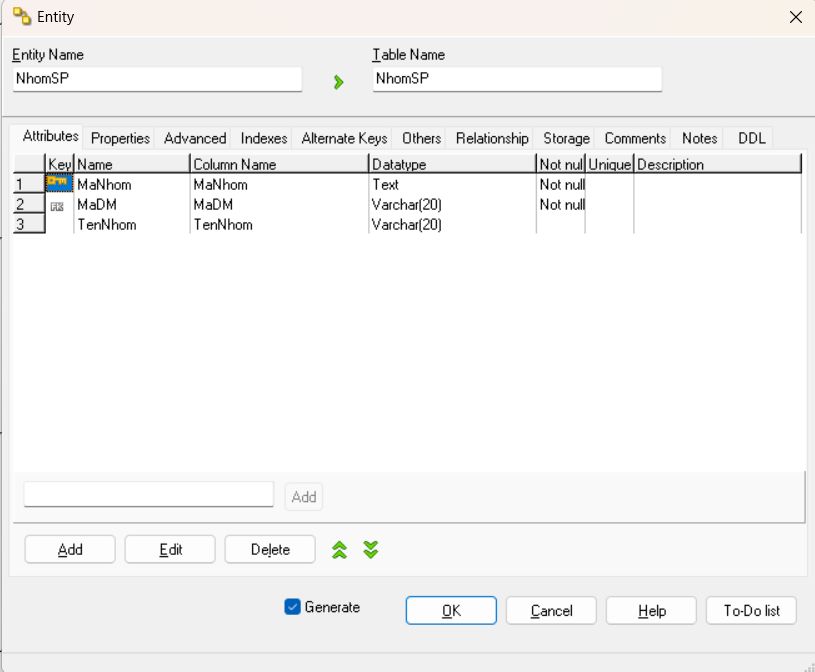 Entity
Entity Name Table Name
NhomSP NhomSP
Attributes Properties Advanced Indexes Alternate Keys Others Relationship Storage Comments Notes DDL
Key Name Column Name Datatype Not nul Unique Description
1 MaNhom MaNhom Text Not null
2 FK MaDM MaDM Varchar(20) Not null
3 TenNhom TenNhom Varchar(20)
Add
Add Edit Delete
Generate OK Cancel Help To-Do list